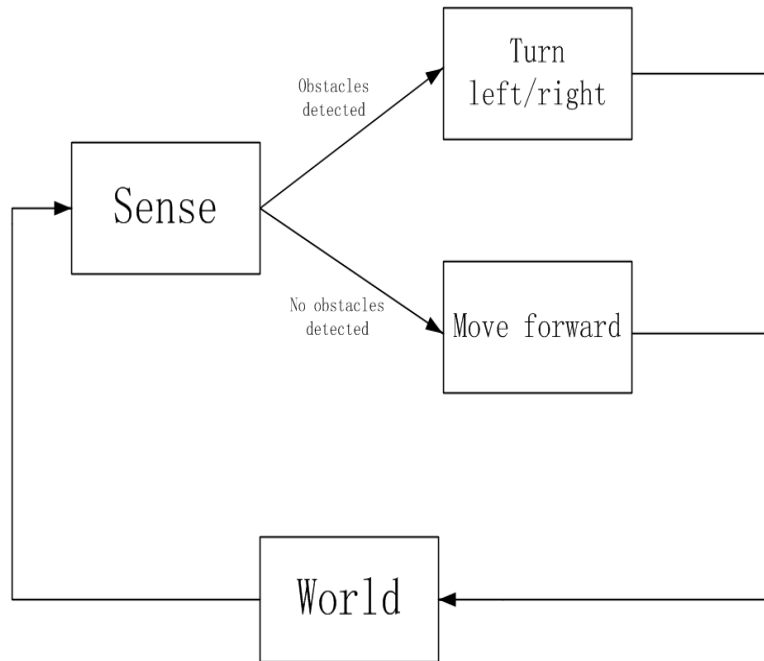 Turn
left/right
Obstacles
detected
Sense
No obstacles
detected
Move forward
World